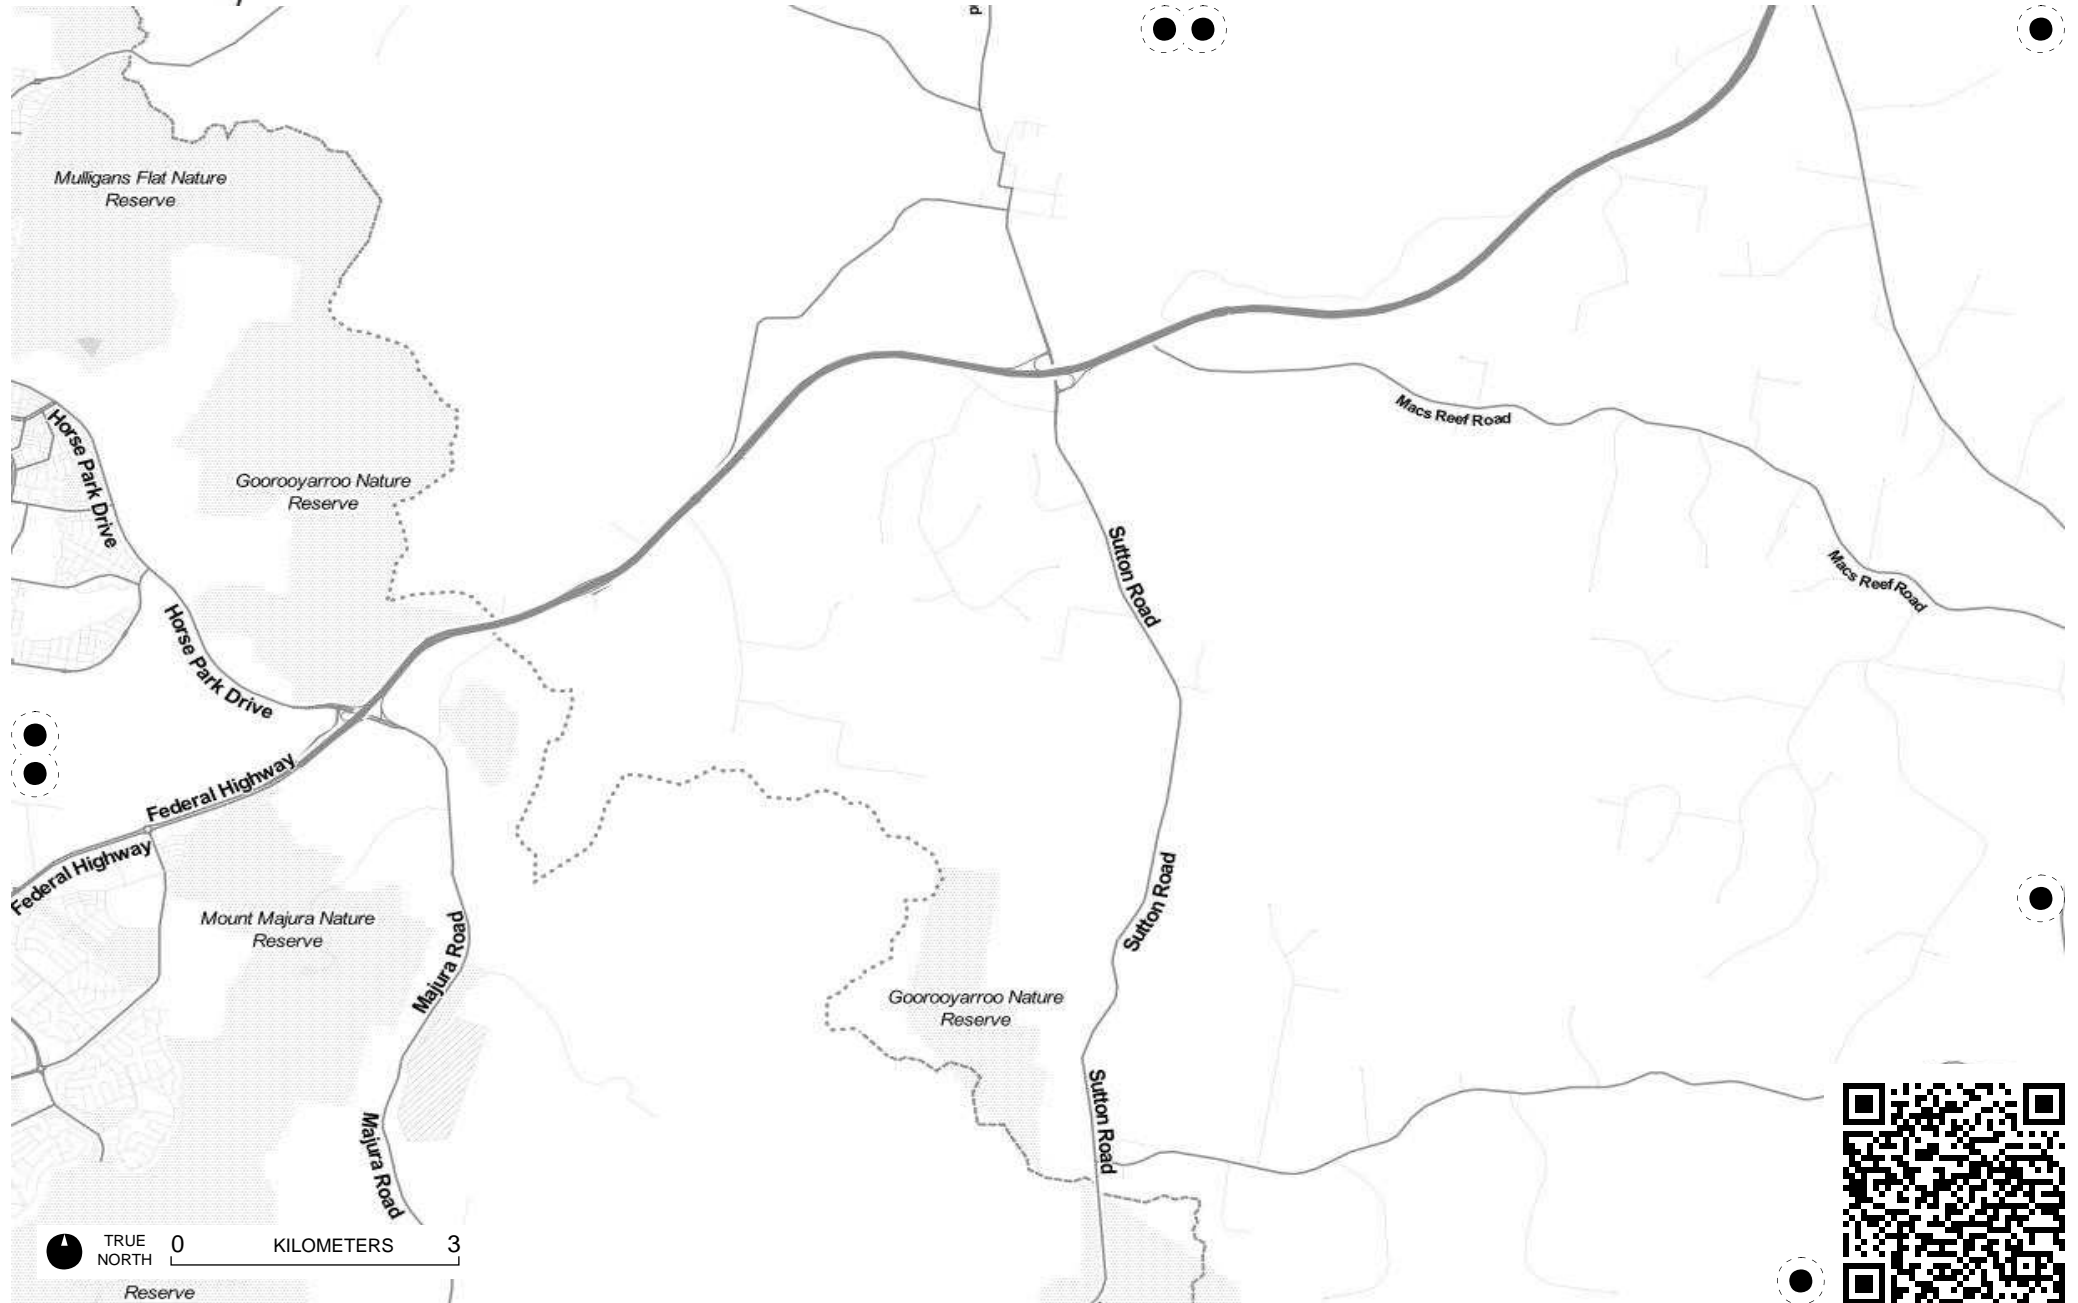 Mulligans Flat Nature
Reserve
Horse Park Drive
Macs Reef Road
Goorooyarroo Nature
Reserve
Sutton Road
Macs Reef Road
Horse Park Drive
Federal Highway
Federal Highway
Sutton Road
Mount Majura Nature
Reserve
Majura Road
Goorooyarroo Nature
Reserve
Sutton Road
Majura Road
TRUE
NORTH
0
KILOMETERS
3
Reserve